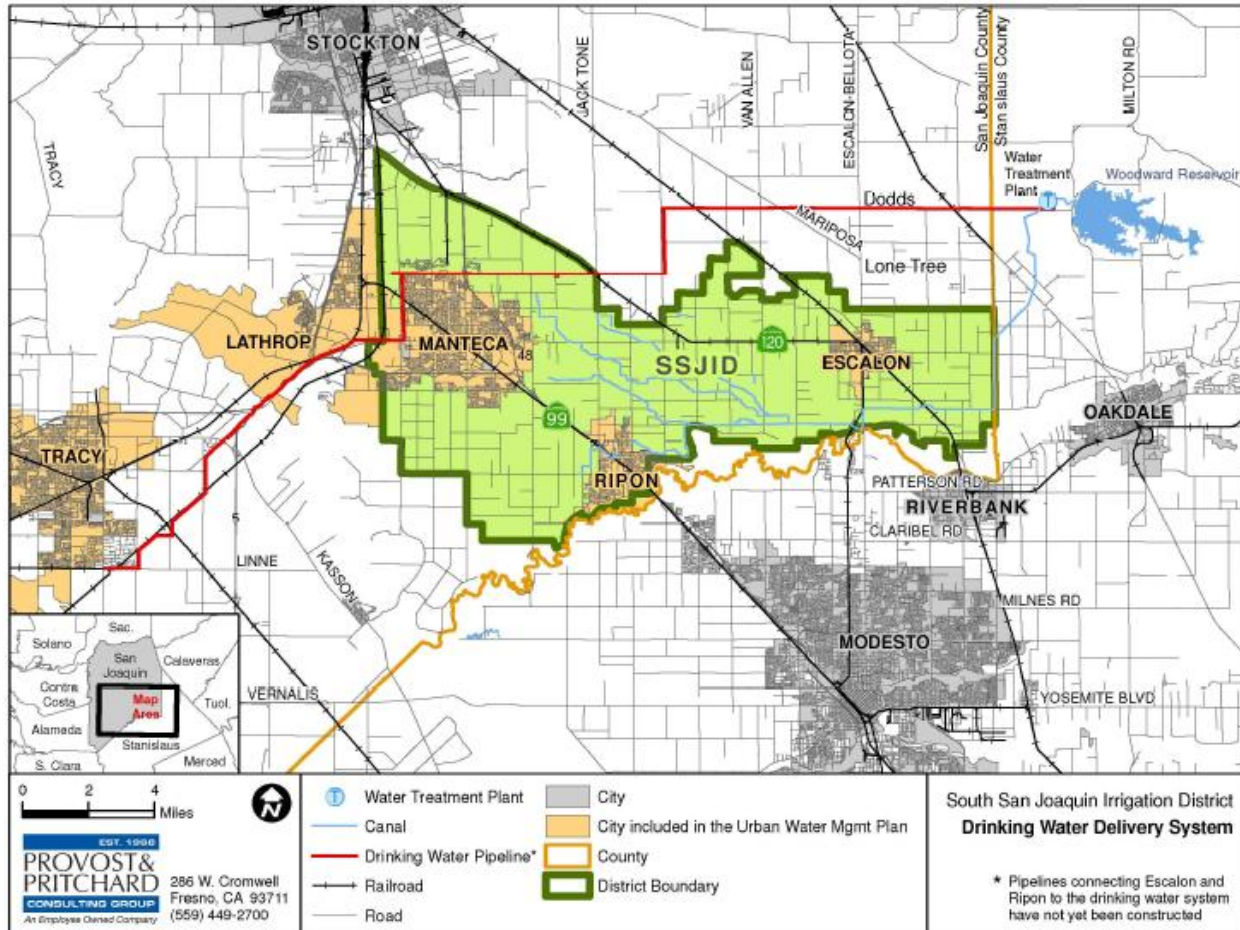 STOCKTON
JACK TONE
VAN ALLEN
ESCALON-BELLOTA
San Joaquin County
Stanislaus County
MILTON RD
TRACY
Water
Treatment
Plant
Woodward Reservoir
T
Dodds
MARIPOSA
Lone Tree
LATHROP
MANTECA
48
SSJID
120
ESCALON
99
OAKDALE
TRACY
RIPON
PATTERSON RD
RIVERBANK
CLARIBEL RD
5
LINNE
KASSON
MILNES RD
MODESTO
VERNALIS
YOSEMITE BLVD
Sac.
Solano
San
Joaquin
Calaveras
Contra
Costa
Map
Area
Tuol.
Alameda
Stanislaus
S. Clara
Merced
0 2 4
Miles
N
EST. 1968
PROVOST&
PRITCHARD
CONSULTING GROUP
An Employee Owned Company
286 W. Cromwell
Fresno, CA 93711
(559) 449-2700
T Water Treatment Plant
Canal
Drinking Water Pipeline*
Railroad
Road
City
City included in the Urban Water Mgmt Plan
County
District Boundary
South San Joaquin Irrigation District
Drinking Water Delivery System
* Pipelines connecting Escalon and
Ripon to the drinking water system
have not yet been constructed